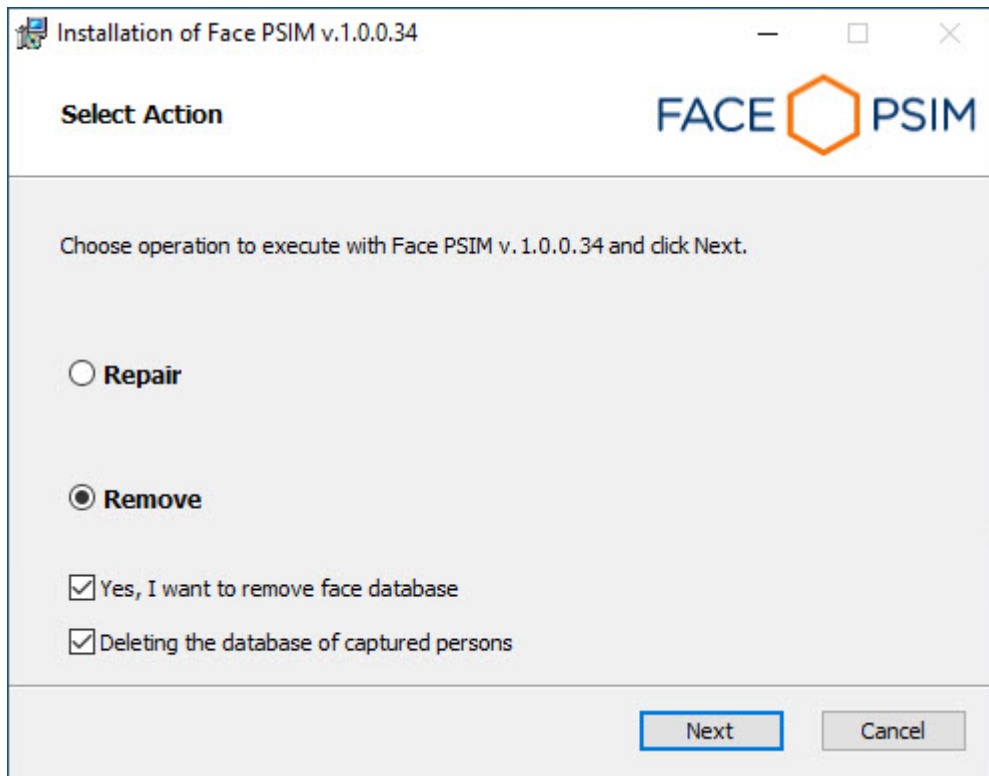 Installation of Face PSIM v.1.0.0.34
Select Action
FACE PSIM
Choose operation to execute with Face PSIM v.1.0.0.34 and click Next.
Repair
Remove
Yes, I want to remove face database
Deleting the database of captured persons
Next Cancel